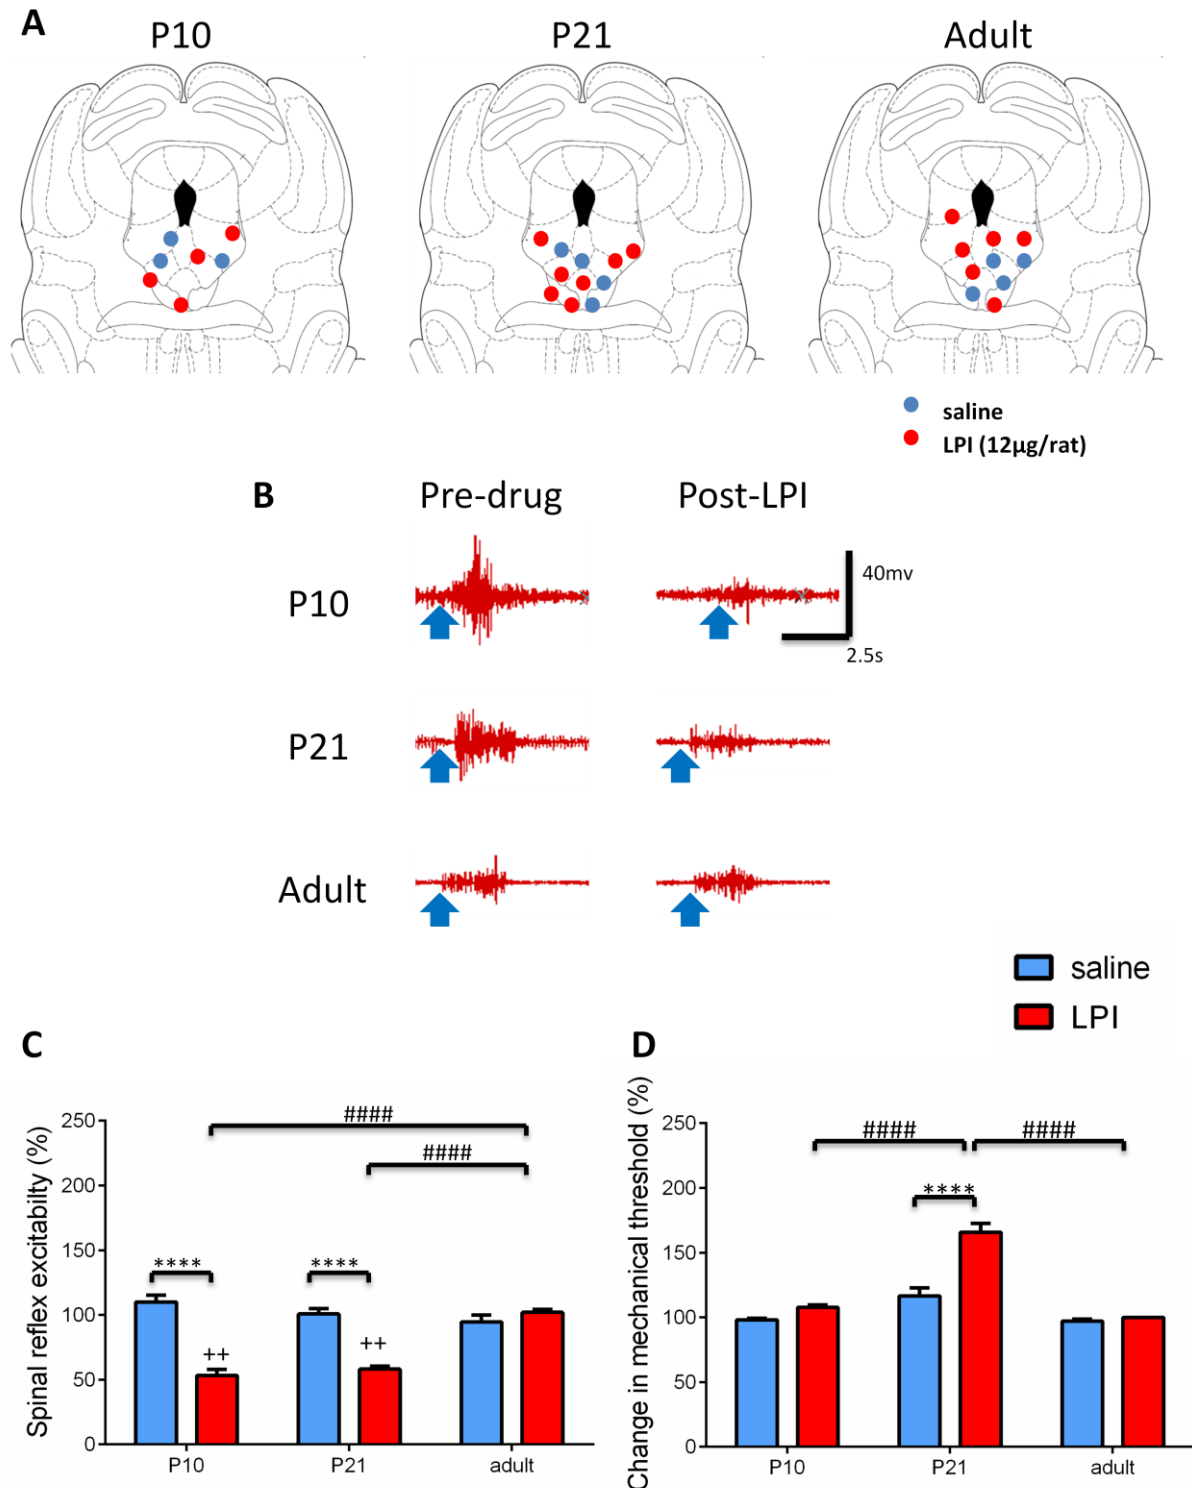 A
P10 P21 Adult
saline
LPI (12µg/rat)
B
Pre-drug Post-LPI
P10
40mv
2.5s
P21
Adult
saline
LPI
C
Spinal reflex excitabilty (%)
250
200
150
100
50
0
####
####
**** ****
++ ++
P10 P21 adult
D
Change in mechanical threshold (%)
250
200
150
100
50
0
#### ####
****
P10 P21 adult